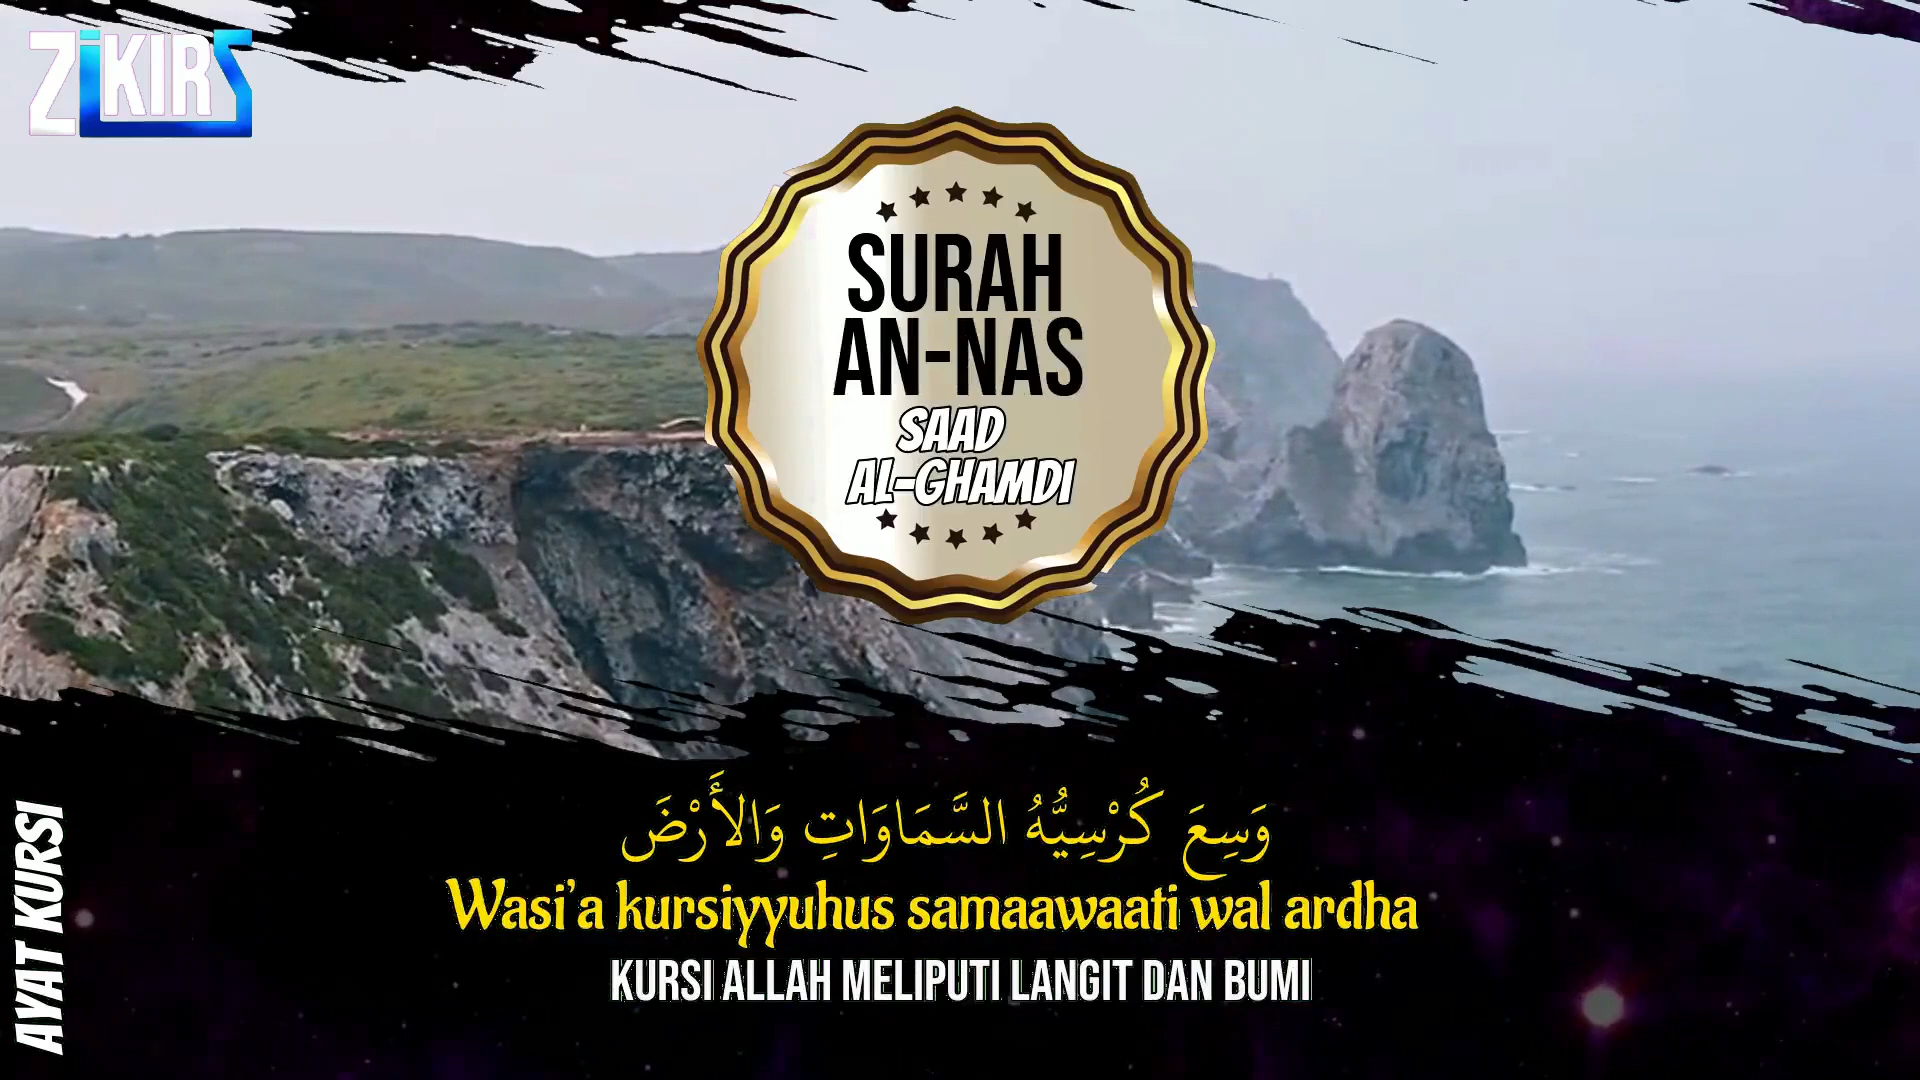 ZIKIRS
SURAH
AN-NAS
SAAD
AL-GHAMDI
وَسِعَ كُرْسِيُّهُ السَّمَاوَاتِ وَالأَرْضَ
Wasi'a kursiyyuhus samaawaati wal ardha
KURSI ALLAH MELIPUTI LANGIT DAN BUMI
AYAT KURSI